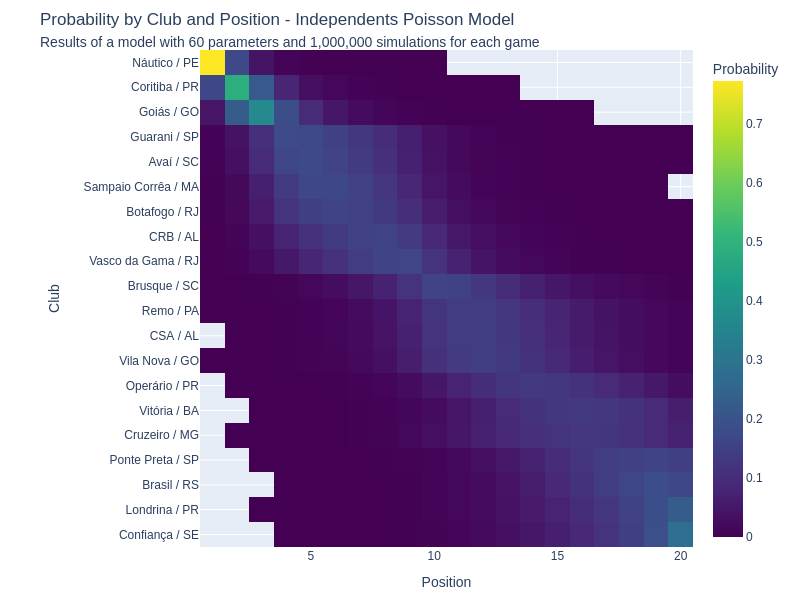 Probability by Club and Position - Independents Poisson Model
Results of a model with 60 parameters and 1,000,000 simulations for each game
Probability
Club
Náutico / PE
Coritiba / PR
Goiás / GO
Guarani / SP
Avaí / SC
Sampaio Corrêa / MA
Botafogo / RJ
CRB / AL
Vasco da Gama / RJ
Brusque / SC
Remo / PA
CSA / AL
Vila Nova / GO
Operário / PR
Vitória / BA
Cruzeiro / MG
Ponte Preta / SP
Brasil / RS
Londrina / PR
Confiança / SE
0.7
0.6
0.5
0.4
0.3
0.2
0.1
0
5 10 15 20
Position